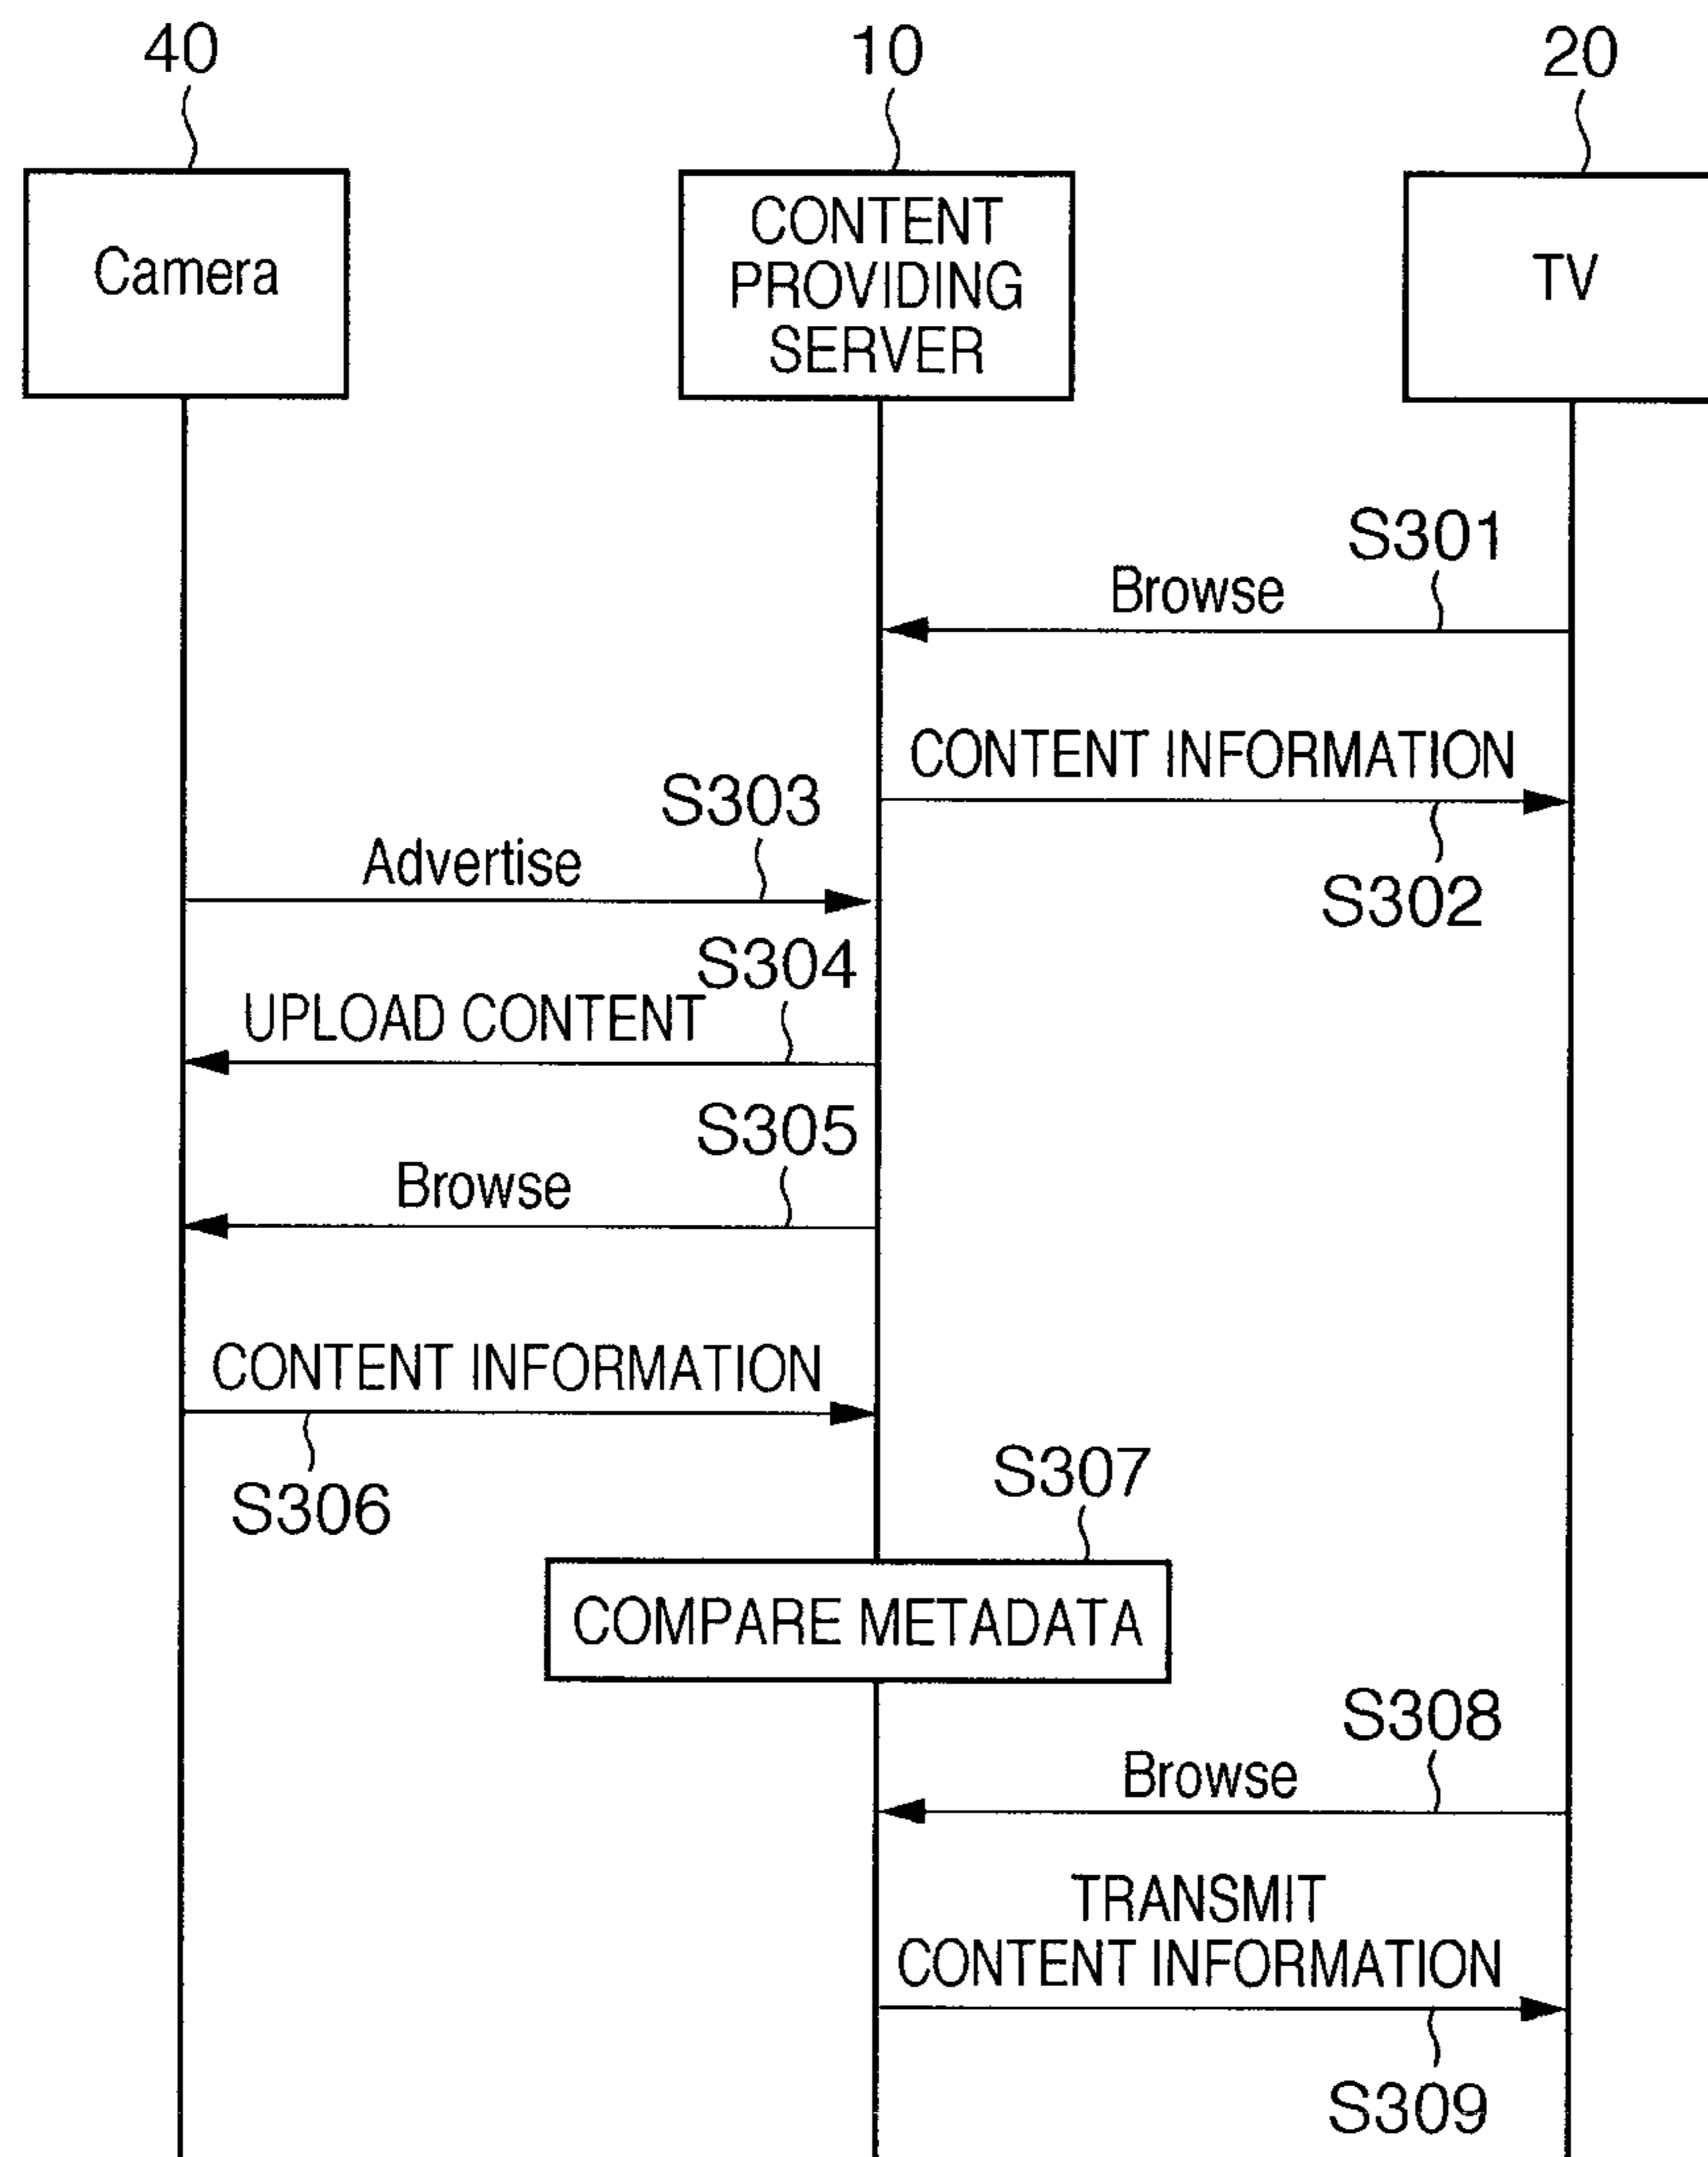 40
10
20
Camera
CONTENT
PROVIDING
SERVER
TV
S301
Browse
CONTENT INFORMATION
S302
S303
Advertise
S304
UPLOAD CONTENT
S305
Browse
CONTENT INFORMATION
S306
S307
COMPARE METADATA
S308
Browse
TRANSMIT
CONTENT INFORMATION
S309